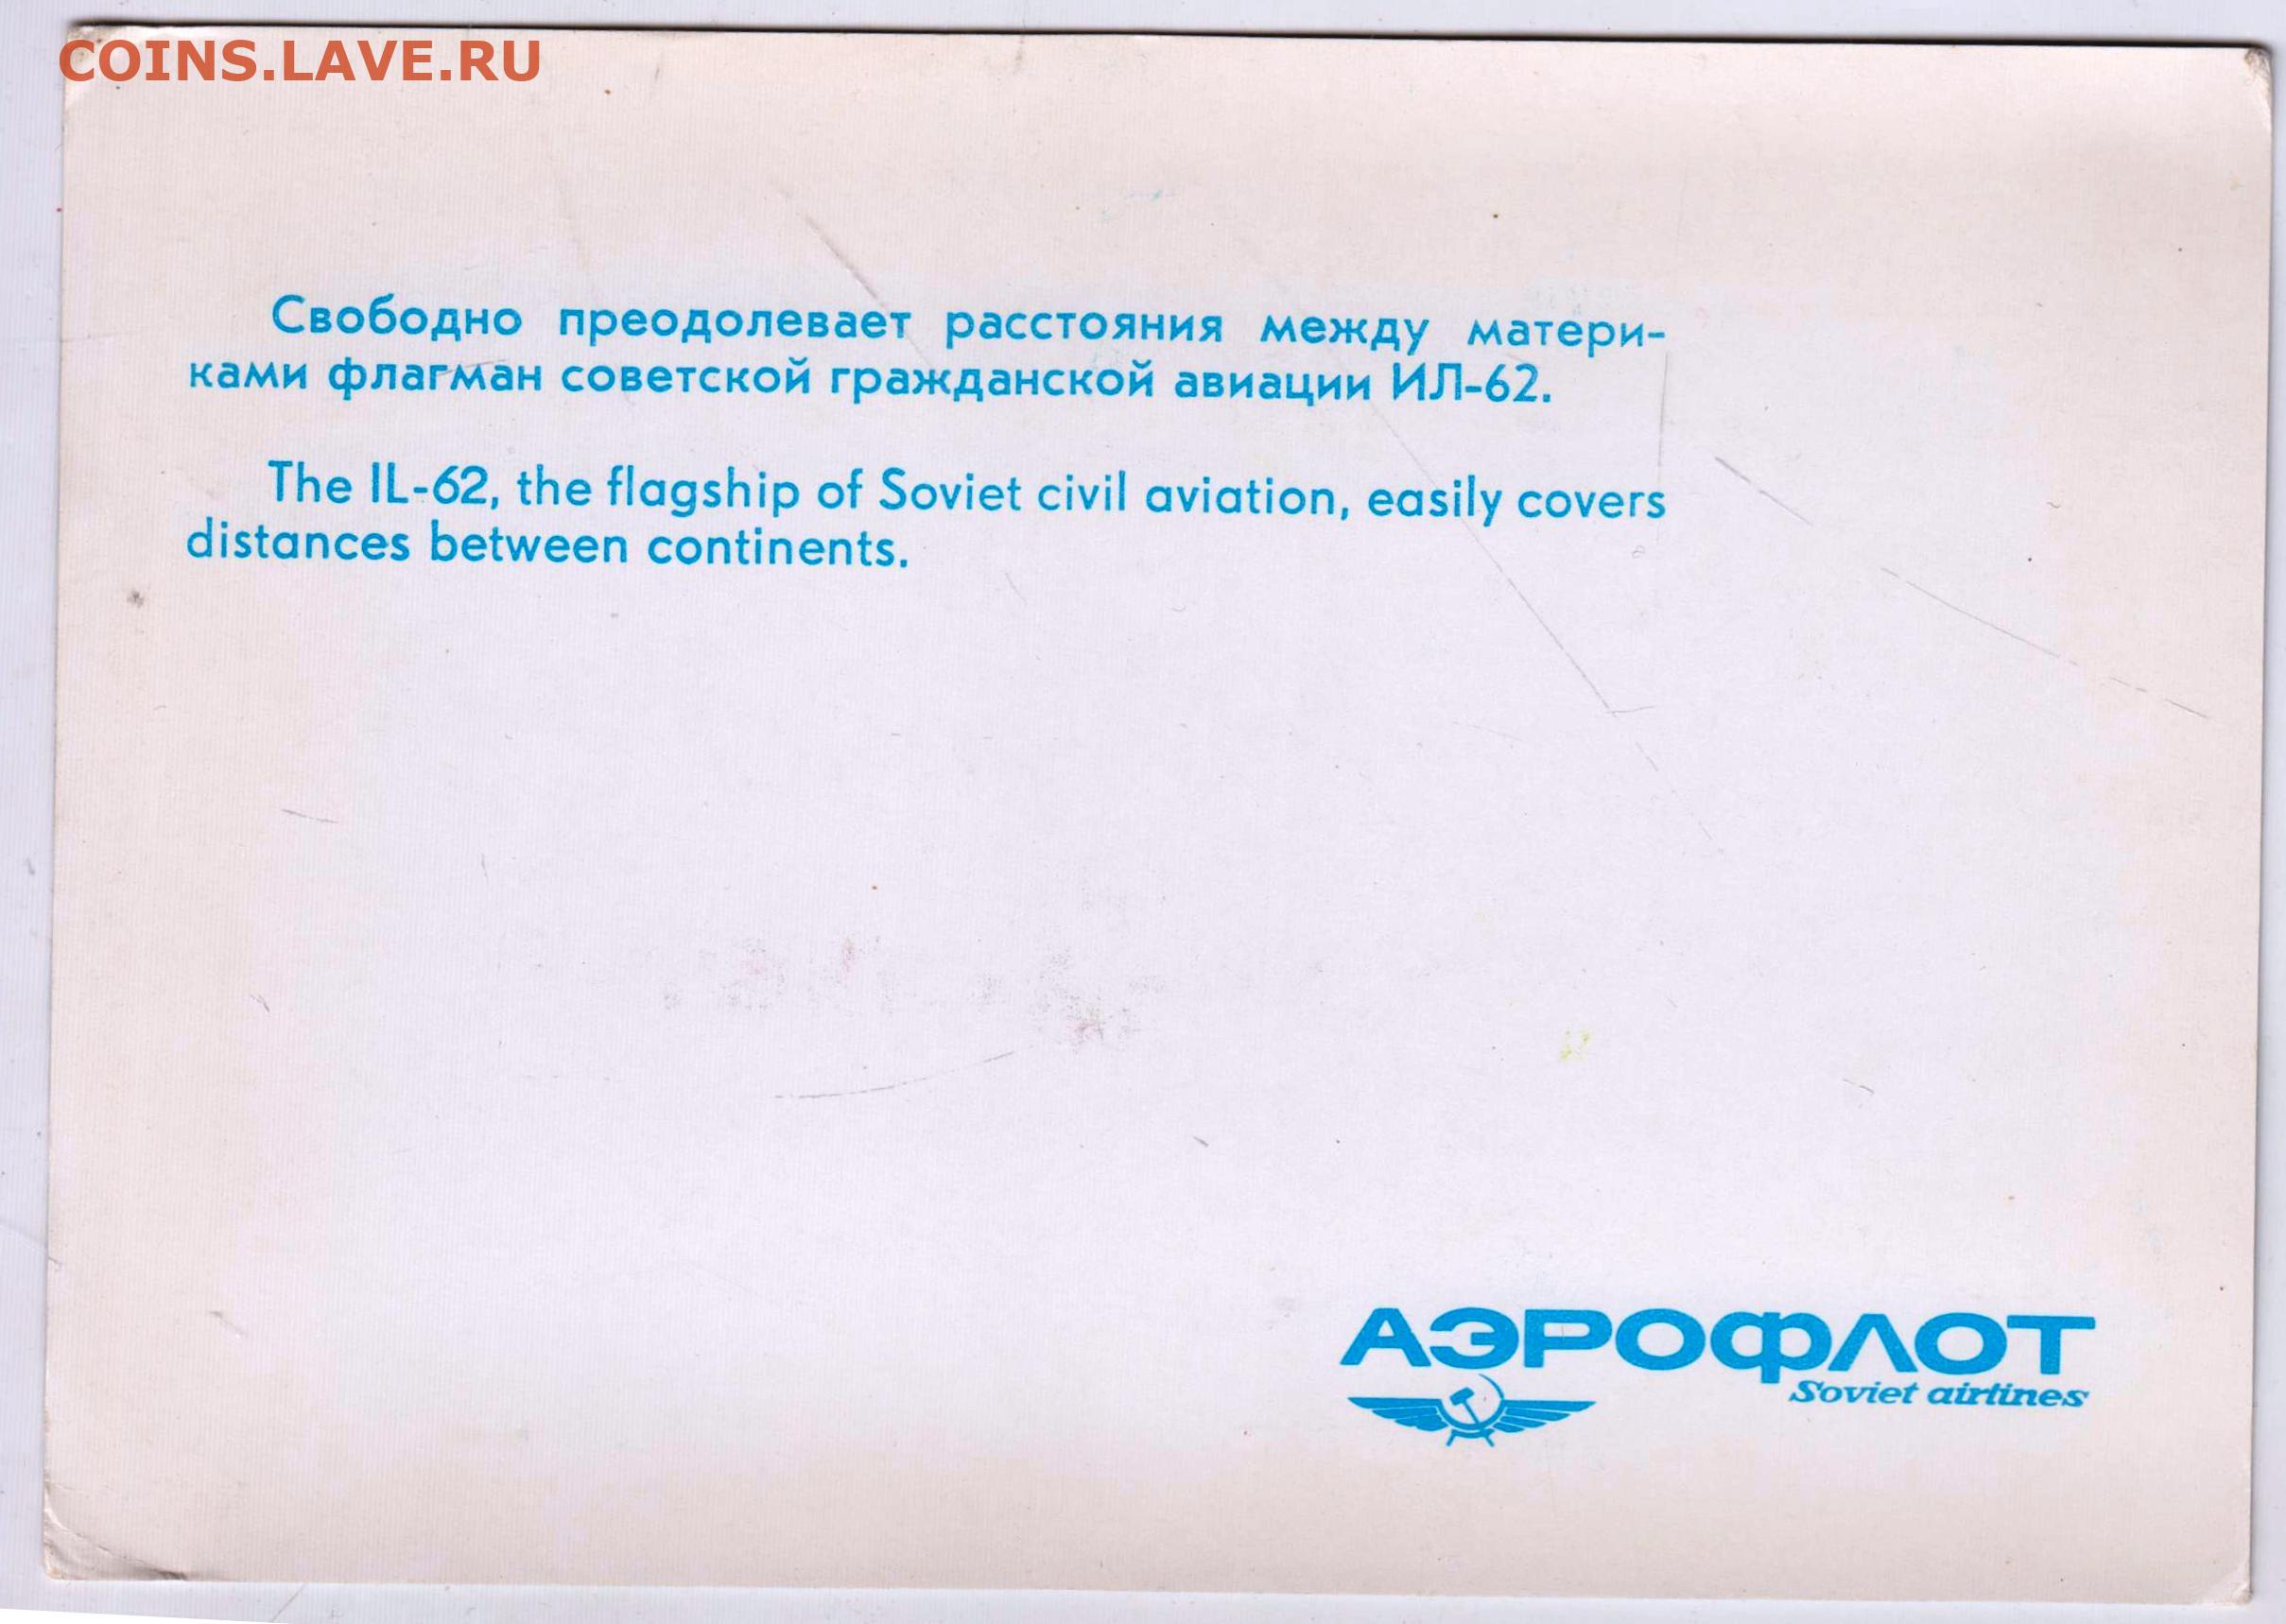 COINS.LAVE.RU
Свободно преодолевает расстояния между матери-
ками флагман советской гражданской авиации ИЛ-62.
The IL-62, the flagship of Soviet civil aviation, easily covers
distances between continents.
АЭРОФЛОТ
Soviet airlines